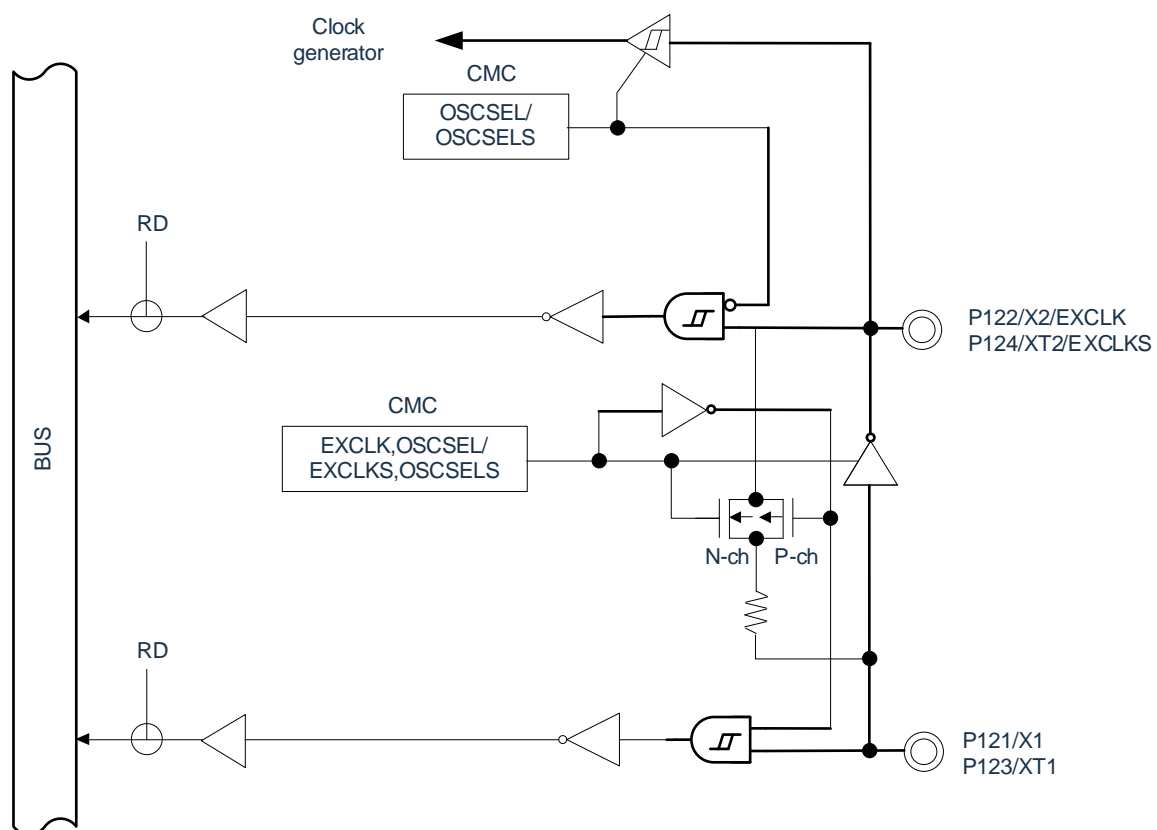 Clock
generator
CMC
OSCSEL/
OSCSELS
RD
P122/X2/EXCLK
P124/XT2/EXCLKS
CMC
EXCLK,OSCSEL/
EXCLKS,OSCSELS
BUS
N-ch
P-ch
RD
P121/X1
P123/XT1